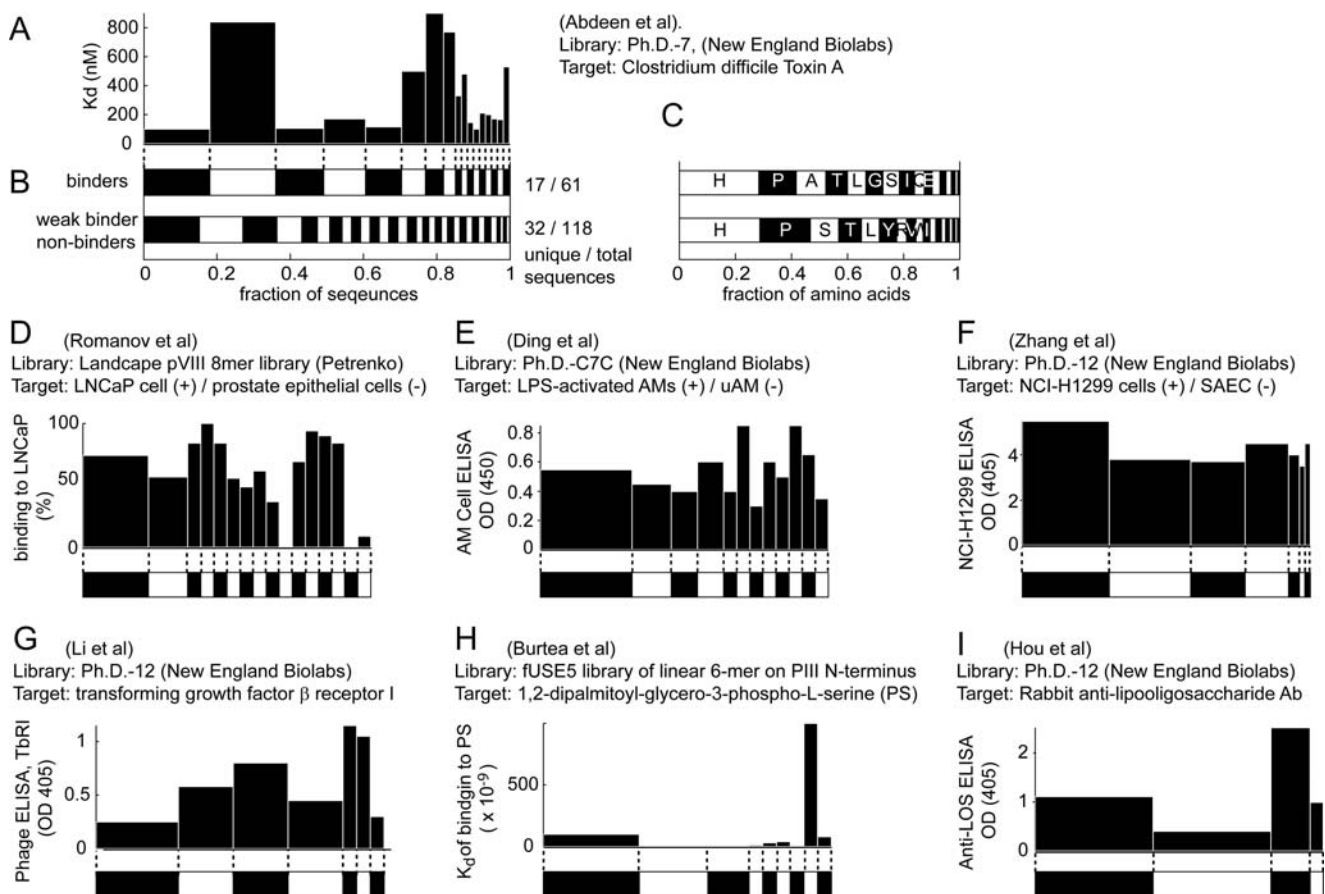 A
(Abdeen et al).
Library: Ph.D.-7, (New England Biolabs)
Target: Clostridium difficile Toxin A
Kd (nM)
800
600
400
200
0
B
binders
17 / 61
weak binder
non-binders
32 / 118
unique / total
sequences
0 0.2 0.4 0.6 0.8 1
fraction of seqeunces
C
H P A T L G S I Q E
H P S T L Y R V W I
0 0.2 0.4 0.6 0.8 1
fraction of amino acids
D (Romanov et al)
Library: Landscape pVIII 8mer library (Petrenko)
Target: LNCaP cell (+) / prostate epithelial cells (-)
binding to LNCaP
(%)
100
50
0
E (Ding et al)
Library: Ph.D.-C7C (New England Biolabs)
Target: LPS-activated AMs (+) / uAM (-)
AM Cell ELISA
OD (450)
0.8
0.6
0.4
0.2
0
F (Zhang et al)
Library: Ph.D.-12 (New England Biolabs)
Target: NCI-H1299 cells (+) / SAEC (-)
NCI-H1299 ELISA
OD (405)
4
2
0
G (Li et al)
Library: Ph.D.-12 (New England Biolabs)
Target: transforming growth factor β receptor I
Phage ELISA, TbRI
(OD 405)
1
0.5
0
H (Burtea et al)
Library: fUSE5 library of linear 6-mer on PIII N-terminus
Target: 1,2-dipalmitoyl-glycero-3-phospho-L-serine (PS)
Kd of bindgin to PS
( x 10-9)
500
0
I (Hou et al)
Library: Ph.D.-12 (New England Biolabs)
Target: Rabbit anti-lipooligosaccharide Ab
Anti-LOS ELISA
OD (405)
2
1
0